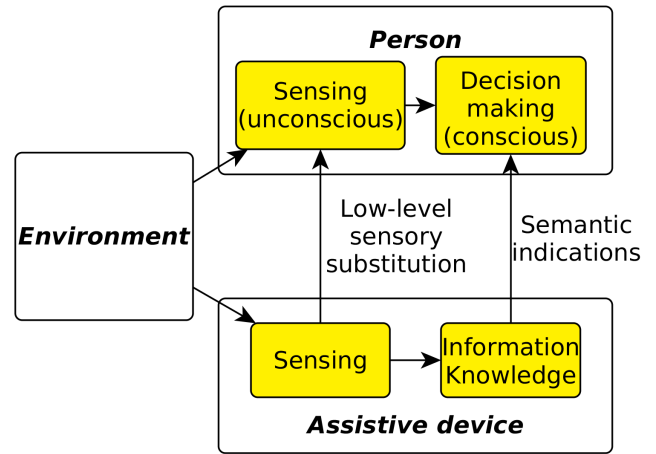 Person
Sensing
(unconscious)
Decision
making
(conscious)
Environment
Low-level
sensory
substitution
Semantic
indications
Sensing
Information
Knowledge
Assistive device